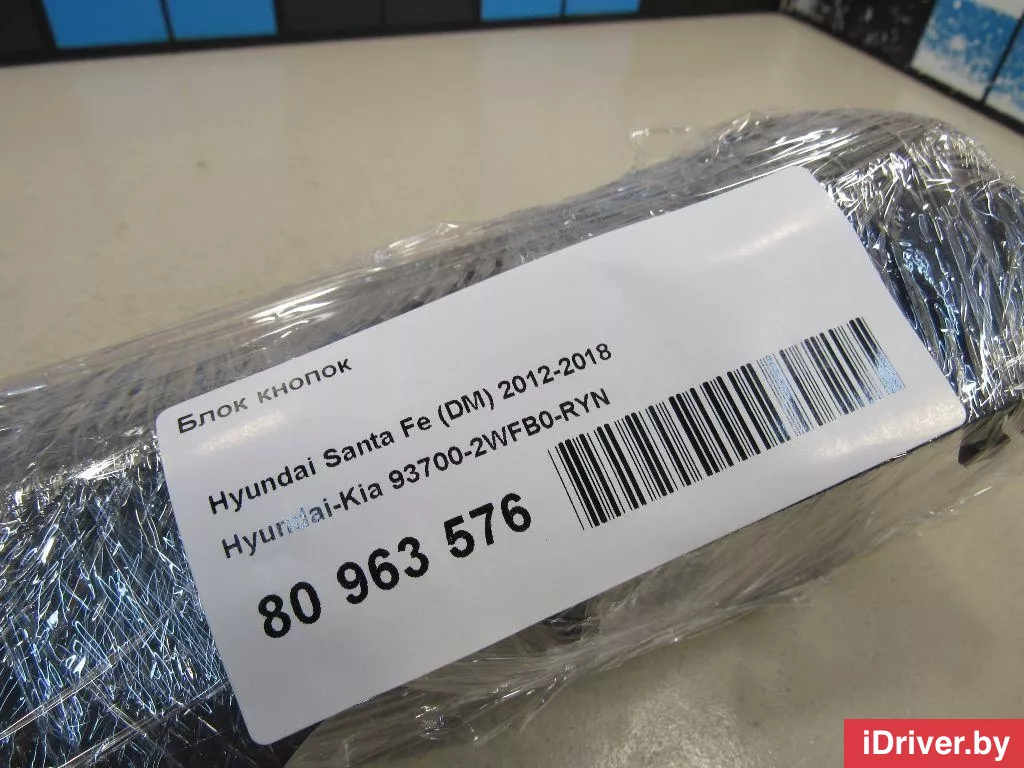 Блок кнопок
Hyundai Santa Fe (DM) 2012-2018
Hyundai-Kia 93700-2WFB0-RYN
80 963 576
iDriver.by